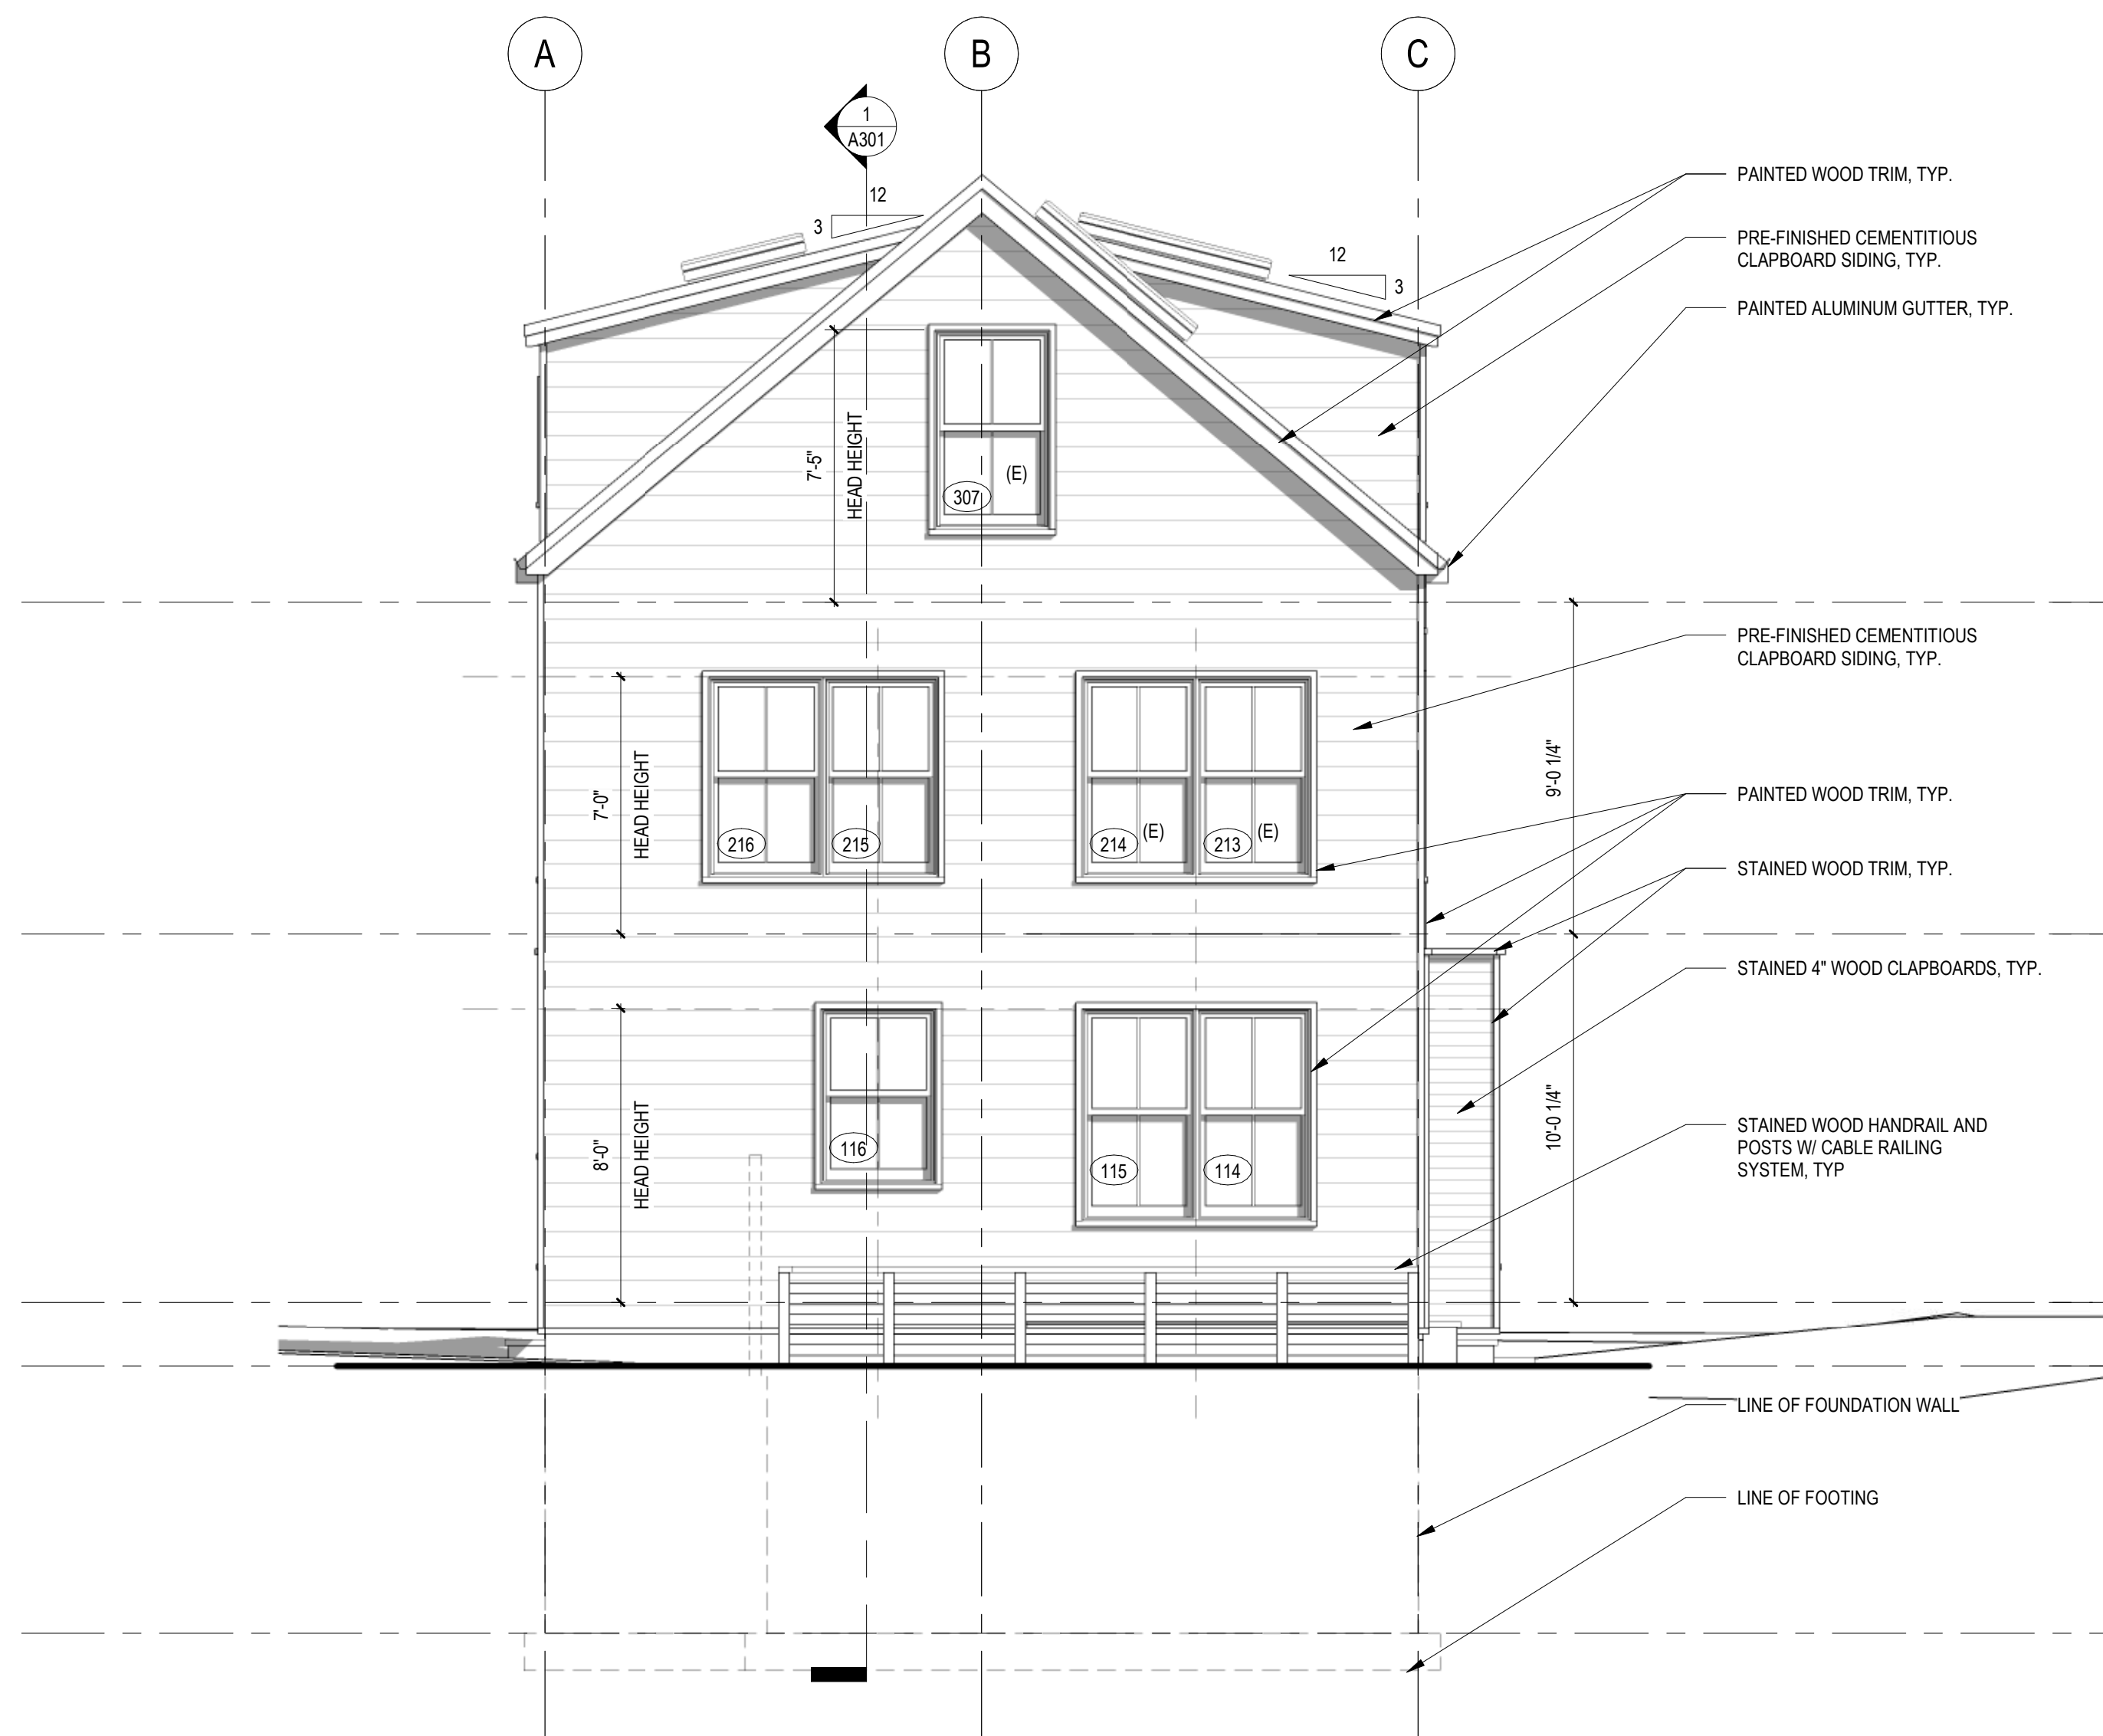 A
B
C
1
A301
12
3
12
3
PAINTED WOOD TRIM, TYP.
PRE-FINISHED CEMENTITIOUS
CLAPBOARD SIDING, TYP.
PAINTED ALUMINUM GUTTER, TYP.
7'-5"
HEAD HEIGHT
(E)
307
PRE-FINISHED CEMENTITIOUS
CLAPBOARD SIDING, TYP.
7'-0"
HEAD HEIGHT
9'-0 1/4"
216
215
214
(E)
213
(E)
PAINTED WOOD TRIM, TYP.
STAINED WOOD TRIM, TYP.
STAINED 4" WOOD CLAPBOARDS, TYP.
8'-0"
HEAD HEIGHT
10'-0 1/4"
116
115
114
STAINED WOOD HANDRAIL AND
POSTS W/ CABLE RAILING
SYSTEM, TYP
LINE OF FOUNDATION WALL
LINE OF FOOTING